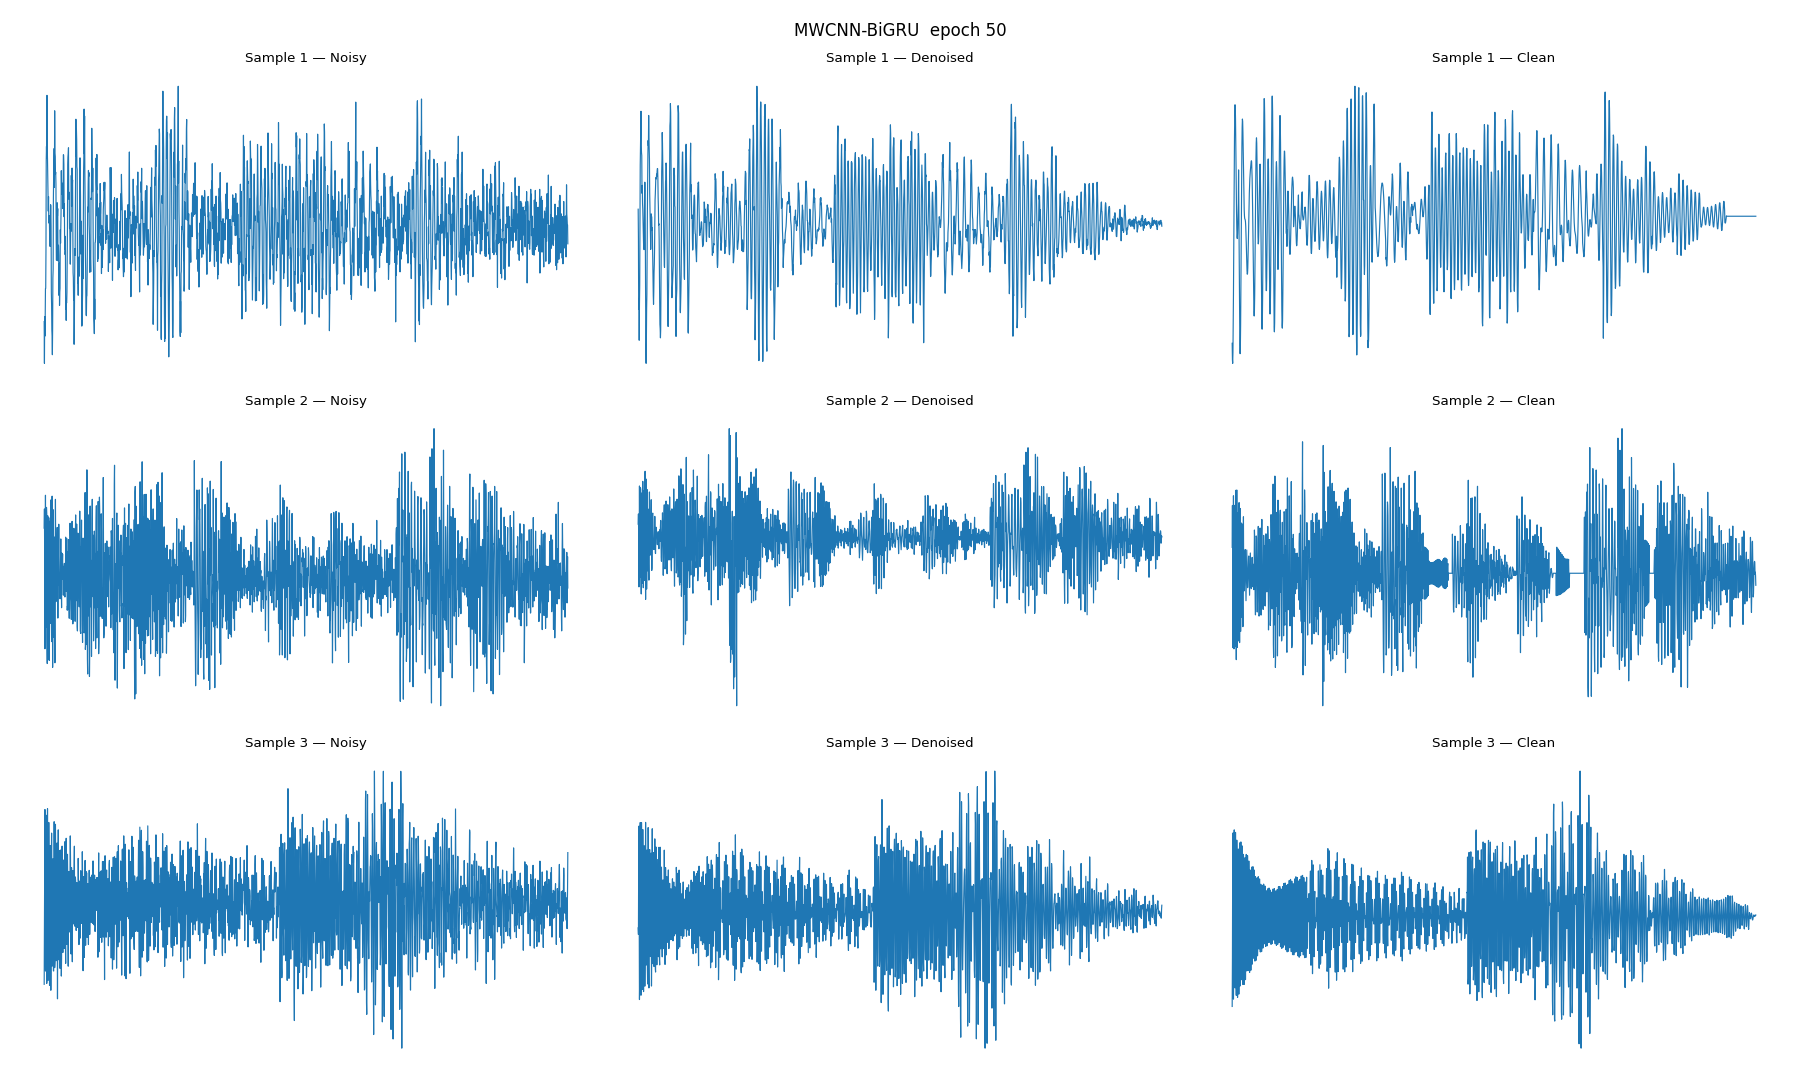 MWCNN-BiGRU  epoch 50
Sample 1 — Noisy
Sample 1 — Denoised
Sample 1 — Clean
Sample 2 — Noisy
Sample 2 — Denoised
Sample 2 — Clean
Sample 3 — Noisy
Sample 3 — Denoised
Sample 3 — Clean